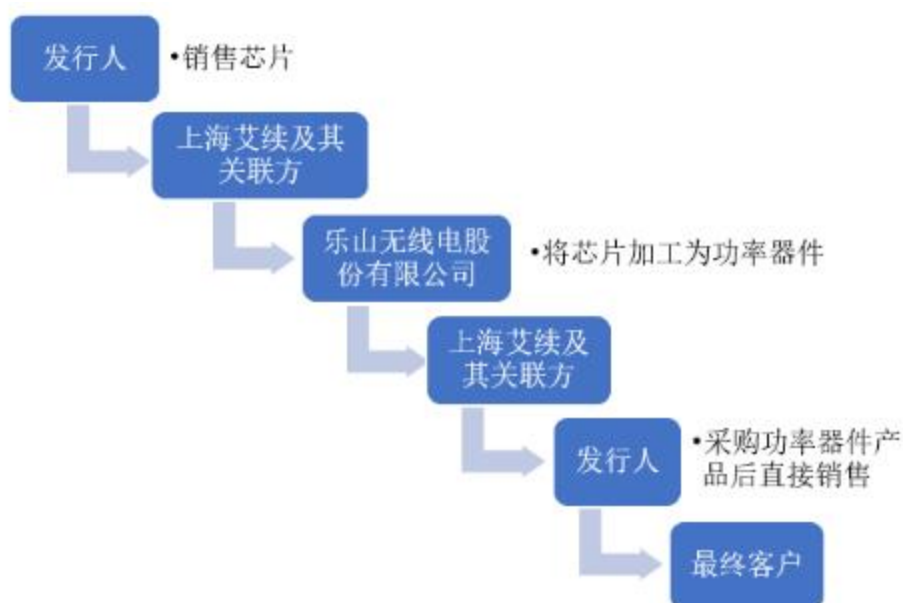 发行人
•销售芯片
上海艾续及其
关联方
乐山无线电股
份有限公司
•将芯片加工为功率器件
上海艾续及
其关联方
发行人
•采购功率器件产
品后直接销售
最终客户